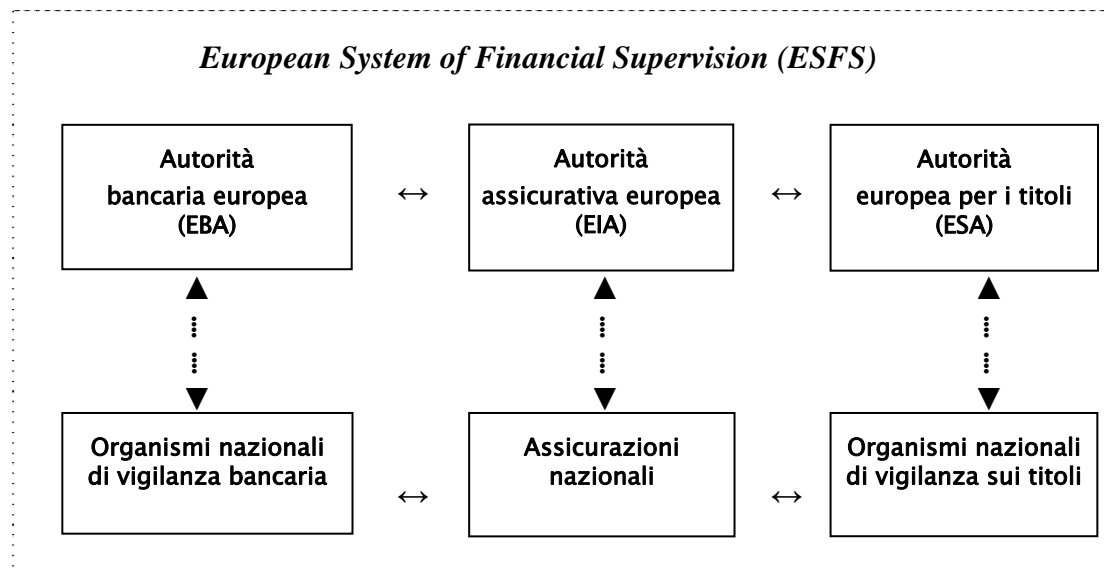 European System of Financial Supervision (ESFS)
Autorità
bancaria europea
(EBA)
Autorità
assicurativa europea
(EIA)
Autorità
europea per i titoli
(ESA)
Organismi nazionali
di vigilanza bancaria
Assicurazioni
nazionali
Organismi nazionali
di vigilanza sui titoli